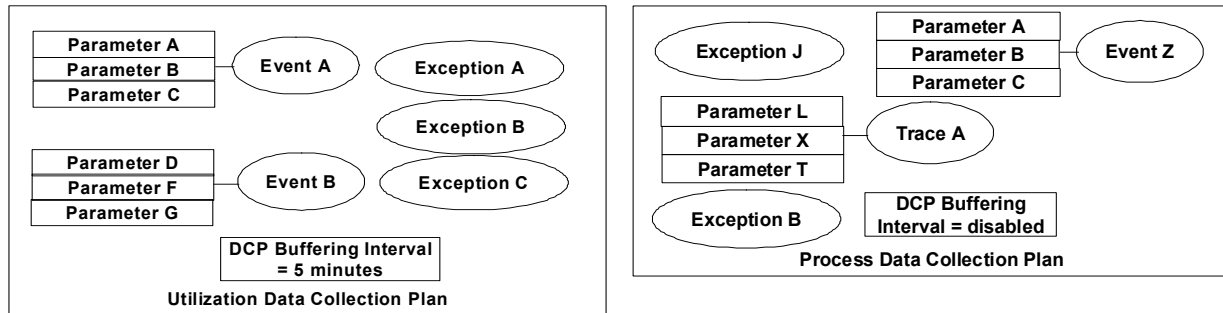 Parameter A
Parameter B
Parameter C
Event A
Exception A
Exception B
Parameter D
Parameter F
Parameter G
Event B
Exception C
DCP Buffering Interval
= 5 minutes
Utilization Data Collection Plan
Exception J
Parameter A
Parameter B
Parameter C
Event Z
Parameter L
Parameter X
Parameter T
Trace A
Exception B
DCP Buffering
Interval = disabled
Process Data Collection Plan